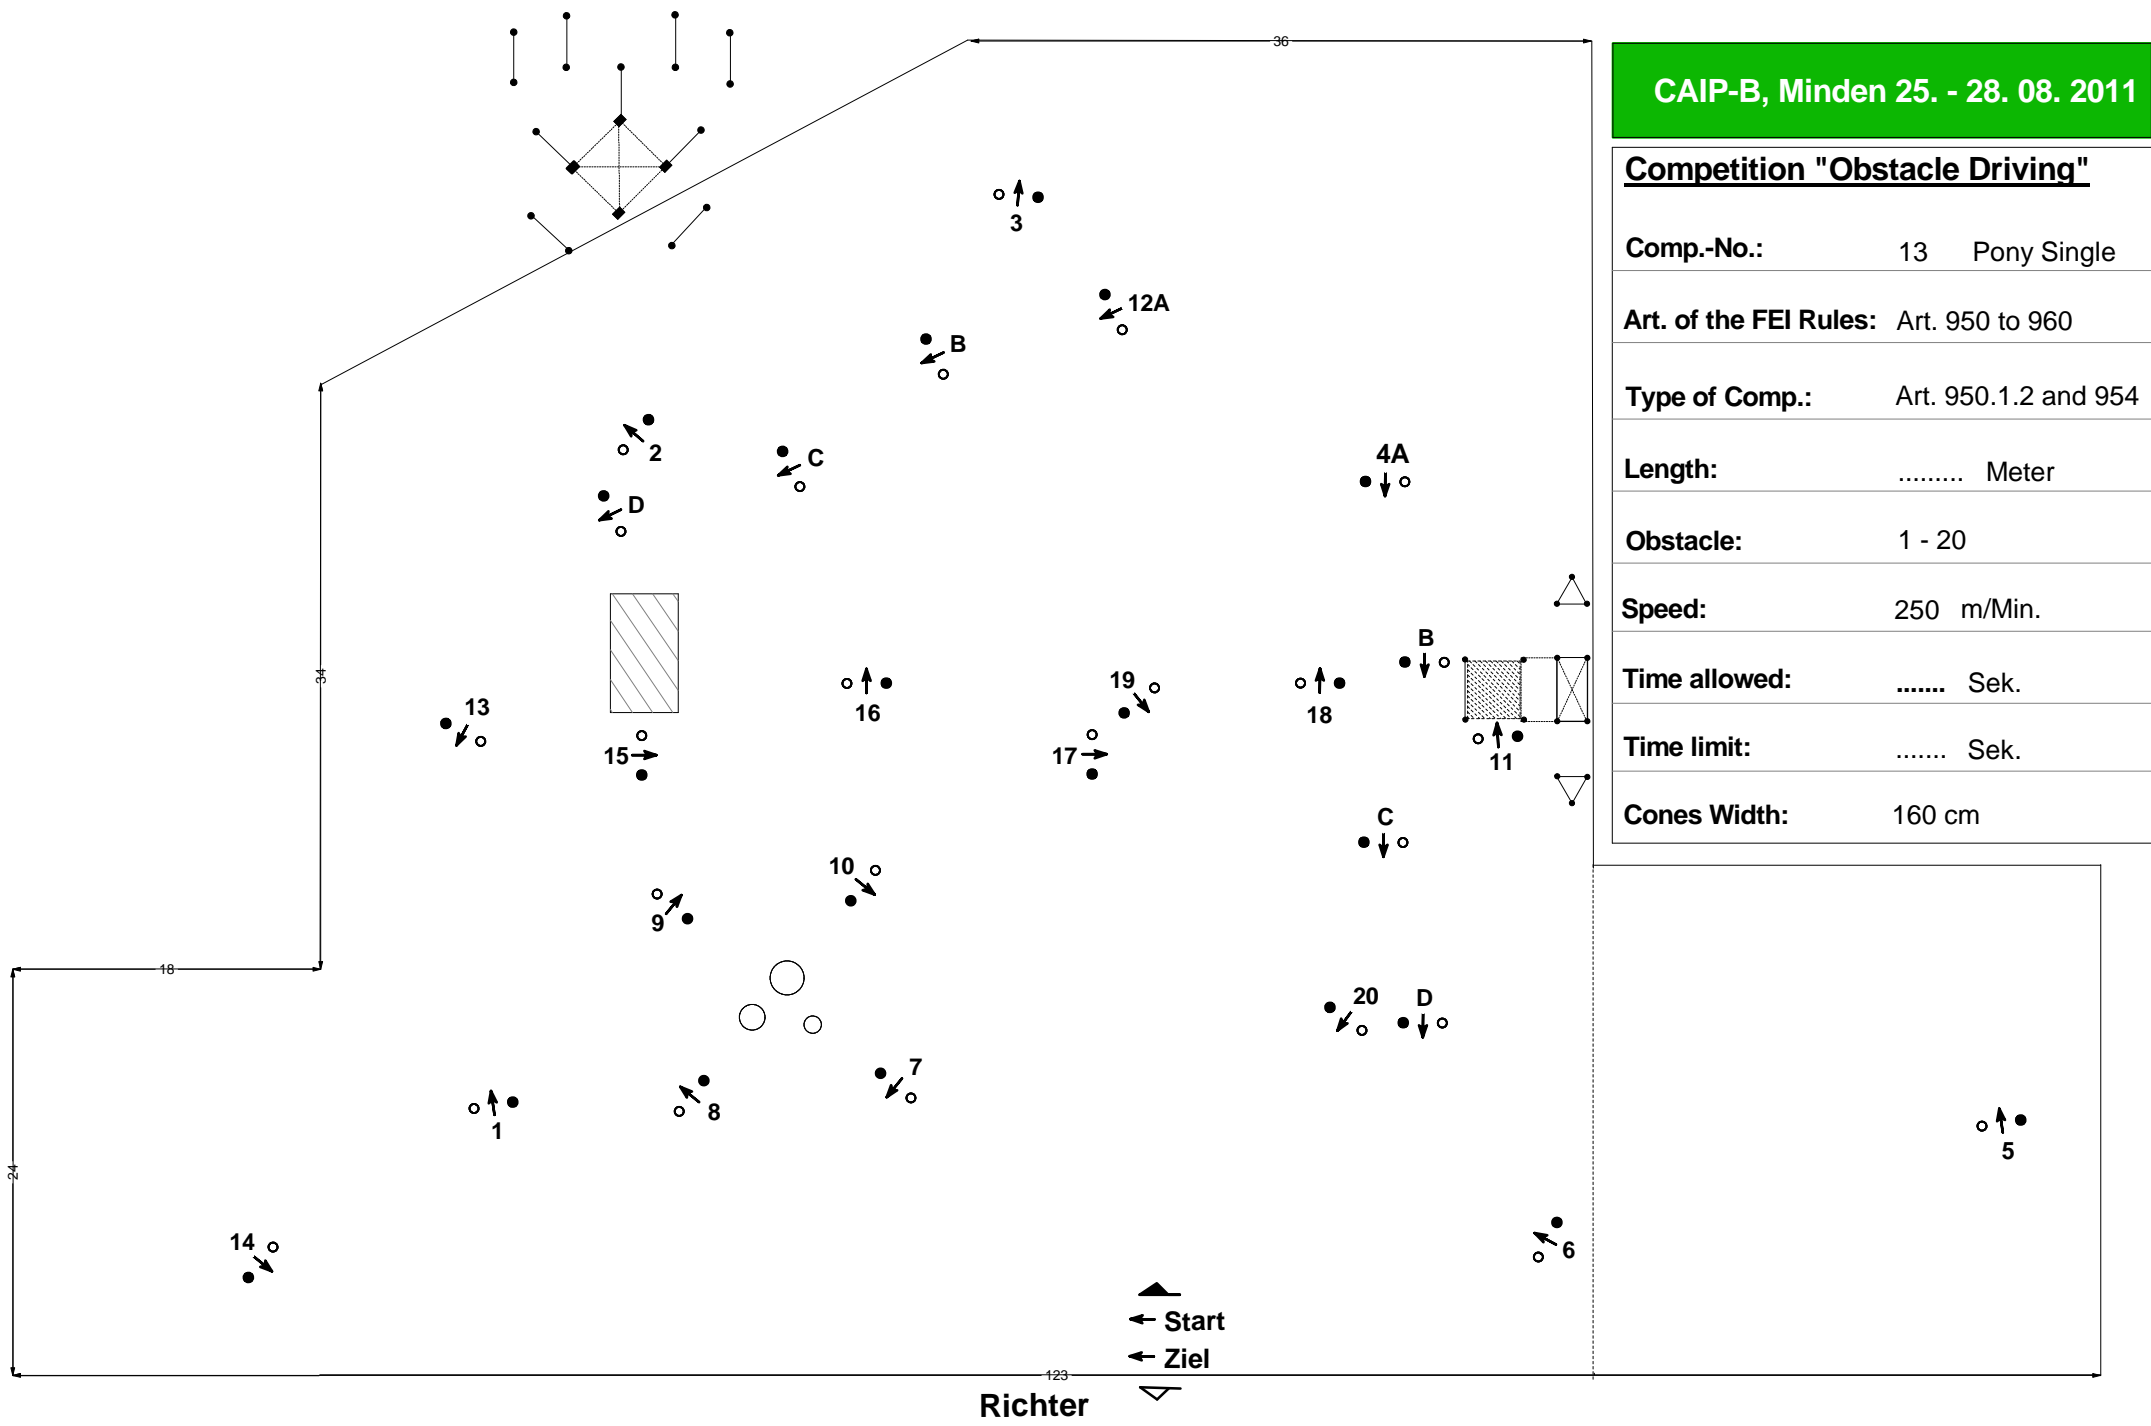 36
CAIP-B, Minden 25. - 28. 08. 2011
Competition "Obstacle Driving"
Comp.-No.: 13 Pony Single
Art. of the FEI Rules: Art. 950 to 960
Type of Comp.: Art. 950.1.2 and 954
Length: ......... Meter
Obstacle: 1 - 20
Speed: 250 m/Min.
Time allowed: ....... Sek.
Time limit: ....... Sek.
Cones Width: 160 cm
3
12A
B
2
C
4A
D
34
B
19
13
18
16
15
17
11
C
10
9
18
20
D
7
8
1
5
24
14
6
Start
Ziel
123
Richter